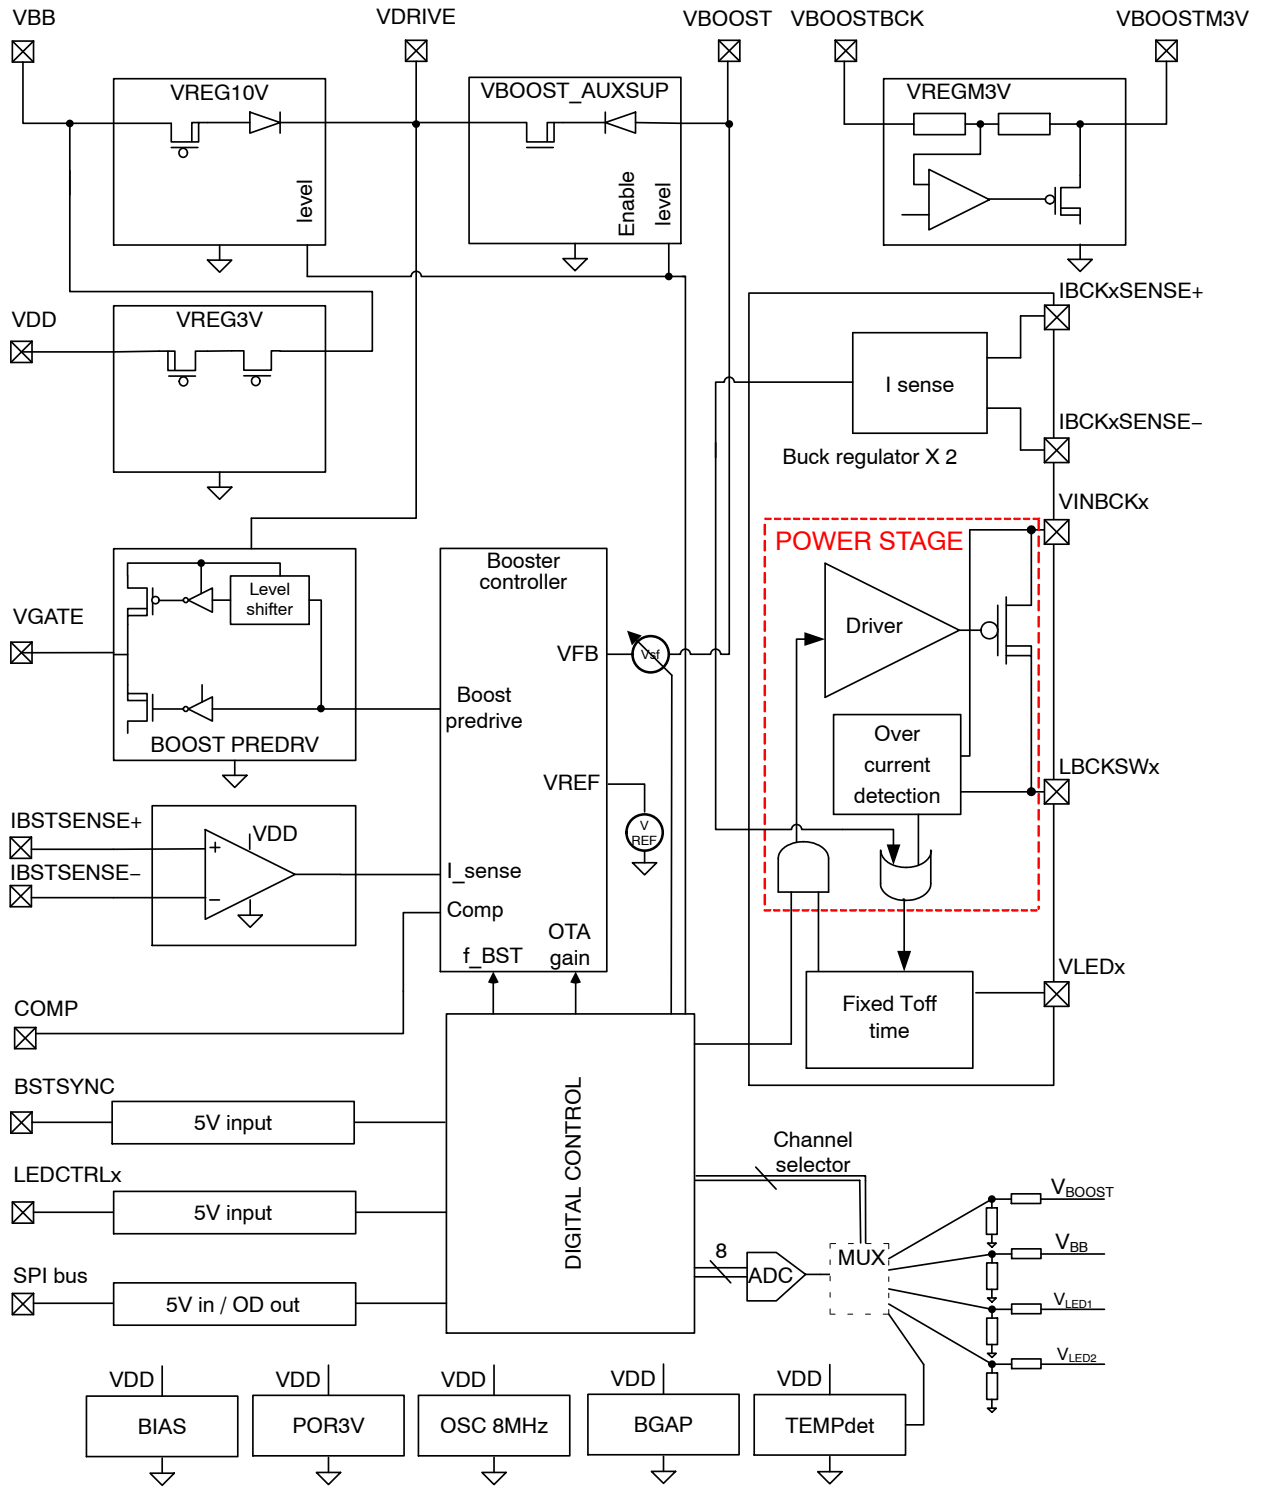 VBB
VDRIVE
VBOOST
VBOOSTBCK
VBOOSTM3V
VREG10V
level
VBOOST_AUXSUP
Enable
level
VREGM3V
VDD
VREG3V
IBCKxSENSE+
I sense
IBCKxSENSE−
Buck regulator X 2
VINBCKx
POWER STAGE
Driver
Over
current
detection
LBCKSWx
VLEDx
Fixed Toff
time
VGATE
Level
shifter
BOOST PREDRV
Booster
controller
VFB
Vsf
Boost
predrive
VREF
V
REF
I_sense
Comp
f_BST
OTA
gain
IBSTSENSE+
IBSTSENSE−
VDD
+
−
COMP
BSTSYNC
5V input
LEDCTRLx
5V input
SPI bus
5V in / OD out
DIGITAL CONTROL
Channel
selector
8
ADC
MUX
VBOOST
VBB
VLED1
VLED2
VDD
BIAS
VDD
POR3V
VDD
OSC 8MHz
VDD
BGAP
VDD
TEMPdet